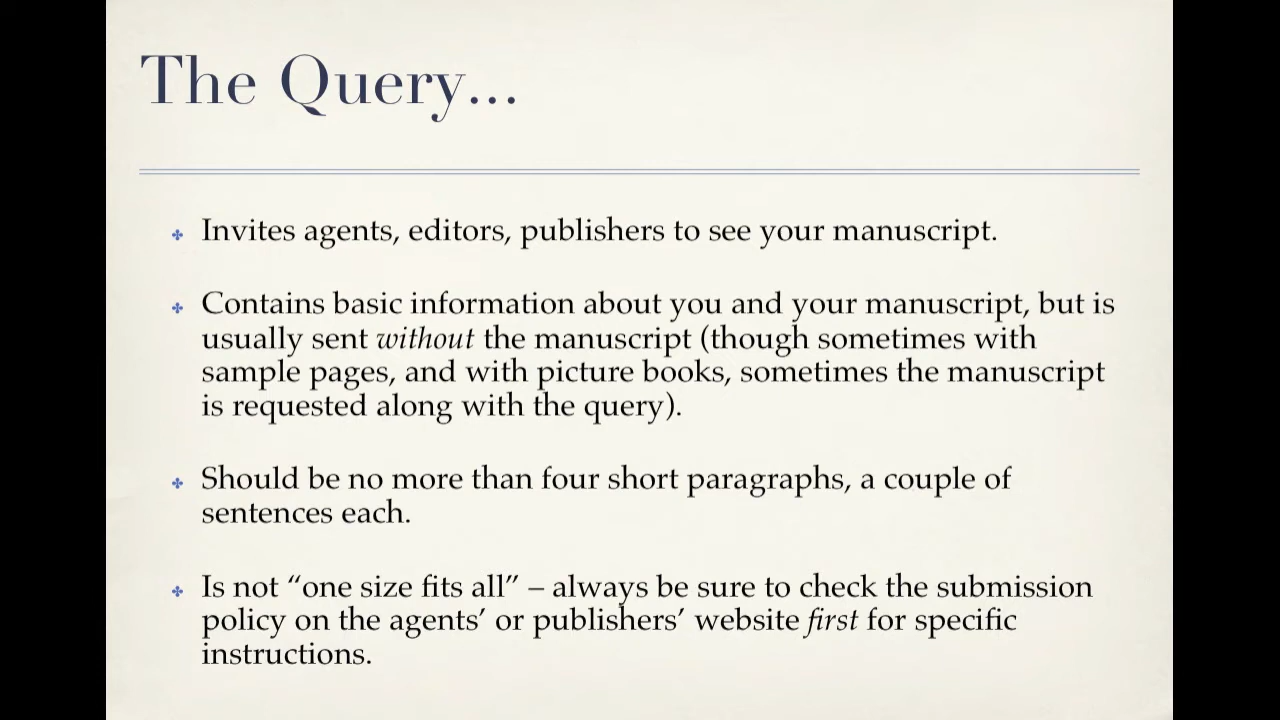 The Query...
Invites agents, editors, publishers to see your manuscript.
Contains basic information about you and your manuscript, but is
usually sent without the manuscript (though sometimes with
sample pages, and with picture books, sometimes the manuscript
is requested along with the query).
Should be no more than four short paragraphs, a couple of
sentences each.
Is not “one size fits all” – always be sure to check the submission
policy on the agents’ or publishers’ website first for specific
instructions.